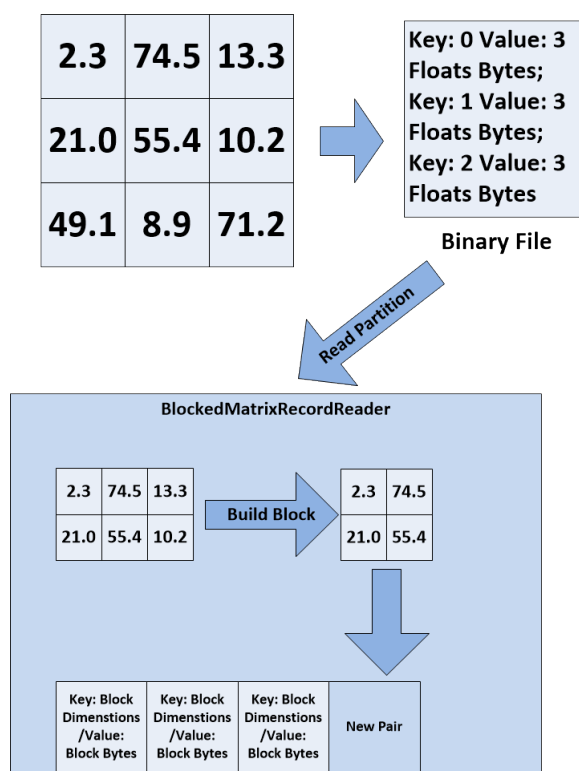 2.3 74.5 13.3
21.0 55.4 10.2
49.1 8.9 71.2
Key: 0 Value: 3
Floats Bytes;
Key: 1 Value: 3
Floats Bytes;
Key: 2 Value: 3
Floats Bytes
Binary File
Read Partition
BlockedMatrixRecordReader
2.3 74.5 13.3
21.0 55.4 10.2
Build Block
2.3 74.5
21.0 55.4
Key: Block
Dimenstions
/Value:
Block Bytes
Key: Block
Dimenstions
/Value:
Block Bytes
Key: Block
Dimenstions
/Value:
Block Bytes
New Pair